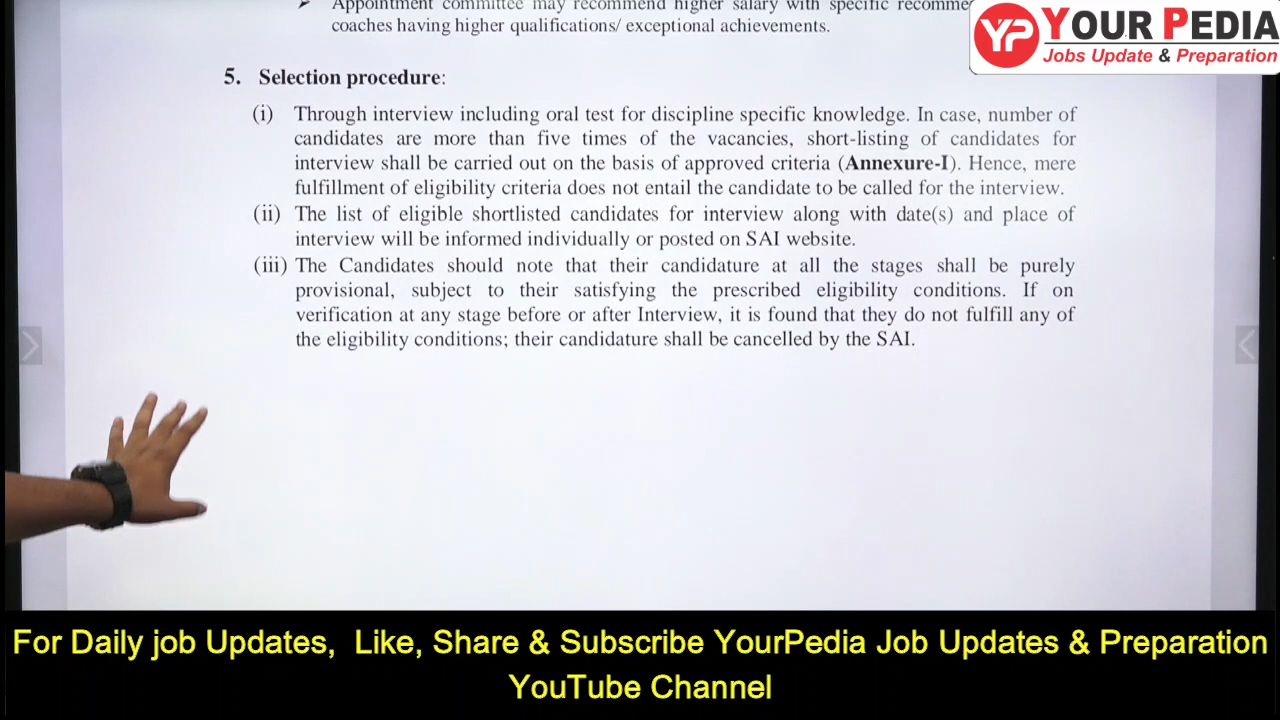 Appointment committee may recommend higher salary with specific
coaches having higher qualifications/ exceptional achievements.
YP YOUR PEDIA
Jobs Update & Preparation
5. Selection procedure:
(i) Through interview including oral test for discipline specific knowledge. In case, number of
candidates are more than five times of the vacancies, short-listing of candidates for
interview shall be carried out on the basis of approved criteria (Annexure-I). Hence, mere
fulfillment of eligibility criteria does not entail the candidate to be called for the interview.
(ii) The list of eligible shortlisted candidates for interview along with date(s) and place of
interview will be informed individually or posted on SAI website.
(iii) The Candidates should note that their candidature at all the stages shall be purely
provisional, subject to their satisfying the prescribed eligibility conditions. If on
verification at any stage before or after Interview, it is found that they do not fulfill any of
the eligibility conditions; their candidature shall be cancelled by the SAI.
For Daily job Updates, Like, Share & Subscribe YourPedia Job Updates & Preparation
YouTube Channel